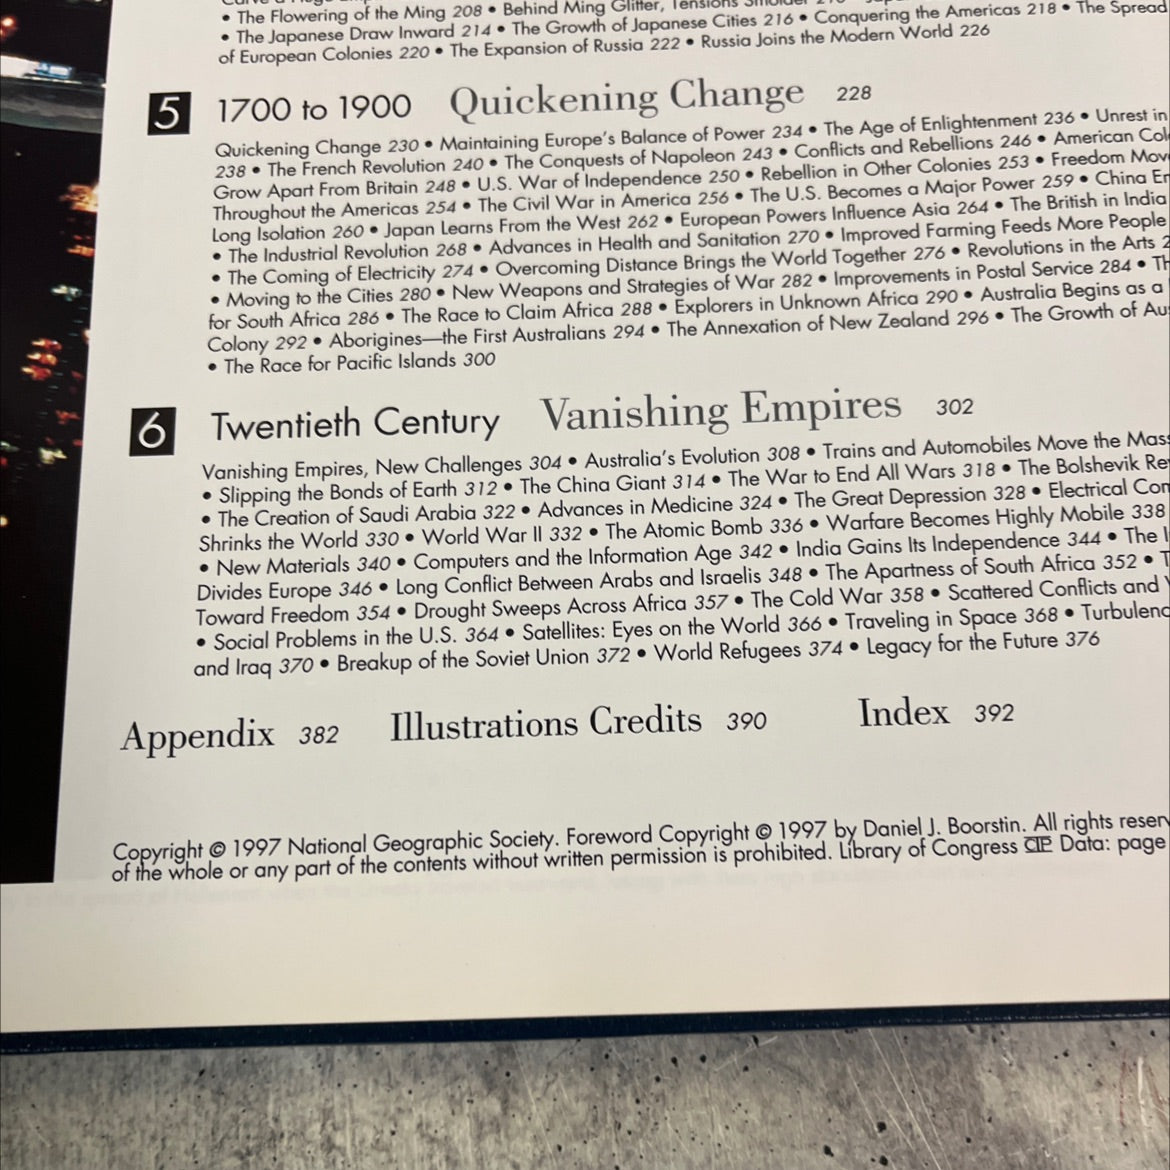 • The Flowering of the Ming 208 • Behind Ming Glitter, Tensions Smolder
• The Japanese Draw Inward 214 • The Growth of Japanese Cities 216 • Conquering the Americas 218 • The Spread
of European Colonies 220 • The Expansion of Russia 222 • Russia Joins the Modern World 226
5 1700 to 1900 Quickening Change 228
Quickening Change 230 • Maintaining Europe's Balance of Power 234 • The Age of Enlightenment 236 • Unrest in
238 • The French Revolution 240 • The Conquests of Napoleon 243 • Conflicts and Rebellions 246 • American Col
Grow Apart From Britain 248 • U.S. War of Independence 250 • Rebellion in Other Colonies 253 • Freedom Mov
Throughout the Americas 254 • The Civil War in America 256 • The U.S. Becomes a Major Power 259 • China En
Long Isolation 260 • Japan Learns From the West 262 • European Powers Influence Asia 264 • The British in India
• The Industrial Revolution 268 • Advances in Health and Sanitation 270 • Improved Farming Feeds More People
• The Coming of Electricity 274 • Overcoming Distance Brings the World Together 276 • Revolutions in the Arts 2
• Moving to the Cities 280 • New Weapons and Strategies of War 282 • Improvements in Postal Service 284 • Th
for South Africa 286 • The Race to Claim Africa 288 • Explorers in Unknown Africa 290 • Australia Begins as a
Colony 292 • Aborigines—the First Australians 294 • The Annexation of New Zealand 296 • The Growth of Aus
• The Race for Pacific Islands 300
6 Twentieth Century Vanishing Empires 302
Vanishing Empires, New Challenges 304 • Australia's Evolution 308 • Trains and Automobiles Move the Mass
• Slipping the Bonds of Earth 312 • The China Giant 314 • The War to End All Wars 318 • The Bolshevik Re
• The Creation of Saudi Arabia 322 • Advances in Medicine 324 • The Great Depression 328 • Electrical Com
Shrinks the World 330 • World War II 332 • The Atomic Bomb 336 • Warfare Becomes Highly Mobile 338
• New Materials 340 • Computers and the Information Age 342 • India Gains Its Independence 344 • The I
Divides Europe 346 • Long Conflict Between Arabs and Israelis 348 • The Apartness of South Africa 352 • T
Toward Freedom 354 • Drought Sweeps Across Africa 357 • The Cold War 358 • Scattered Conflicts and
• Social Problems in the U.S. 364 • Satellites: Eyes on the World 366 • Traveling in Space 368 • Turbulenc
and Iraq 370 • Breakup of the Soviet Union 372 • World Refugees 374 • Legacy for the Future 376
Appendix 382 Illustrations Credits 390 Index 392
Copyright © 1997 National Geographic Society. Foreword Copyright © 1997 by Daniel J. Boorstin. All rights reser
of the whole or any part of the contents without written permission is prohibited. Library of Congress CIP Data: page